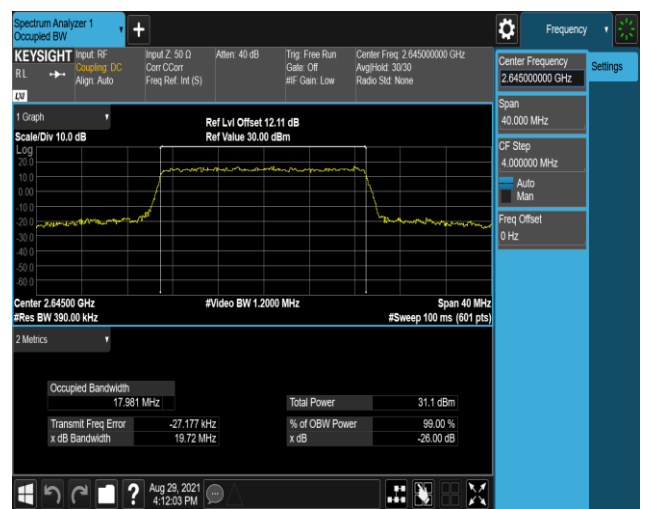 Spectrum Analyzer 1
Occupied BW
+
Frequency
KEYSIGHT
RL
LXI
Input: RF
Coupling: DC
Align: Auto
Input Z: 50 Ω
Corr CCorr
Freq Ref: Int (S)
Atten: 40 dB
Trig: Free Run
Gate: Off
#IF Gain: Low
Center Freq: 2.645000000 GHz
Avg|Hold: 30/30
Radio Std: None
Center Frequency
2.645000000 GHz
Settings
Span
40.000 MHz
CF Step
4.000000 MHz
Auto
Man
Freq Offset
0 Hz
1 Graph
Scale/Div 10.0 dB
Ref Lvl Offset 12.11 dB
Ref Value 30.00 dBm
Log
20.0
10.0
0.00
-10.0
-20.0
-30.0
-40.0
-50.0
-60.0
Center 2.64500 GHz
#Video BW 1.2000 MHz
Span 40 MHz
#Res BW 390.00 kHz
#Sweep 100 ms (601 pts)
2 Metrics
Occupied Bandwidth
17.981 MHz
Total Power 31.1 dBm
Transmit Freq Error -27.177 kHz
% of OBW Power 99.00 %
x dB Bandwidth 19.72 MHz
x dB -26.00 dB
?
Aug 29, 2021
4:12:03 PM